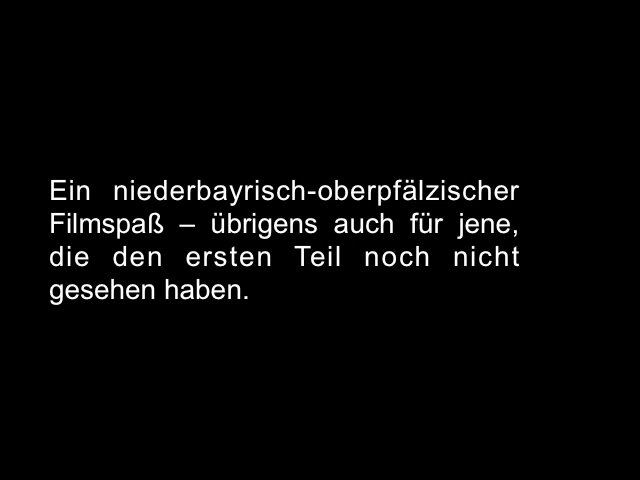 Ein niederbayrisch-oberpfälzischer
Filmspaß – übrigens auch für jene,
die den ersten Teil noch nicht
gesehen haben.